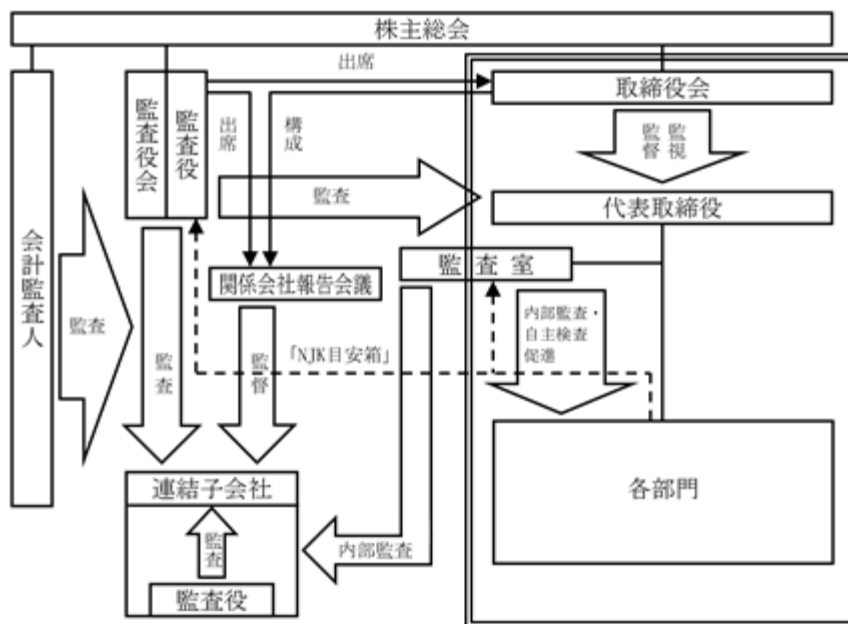 株主総会
出席
取締役会
監査役会
監査役
出席
構成
監督
監視
監査
代表取締役
会計監査人
監査
監査室
関係会社報告会議
監査
監督
「NJK目安箱」
内部監査・
自主検査
促進
各部門
連結子会社
監査
内部監査
監査役